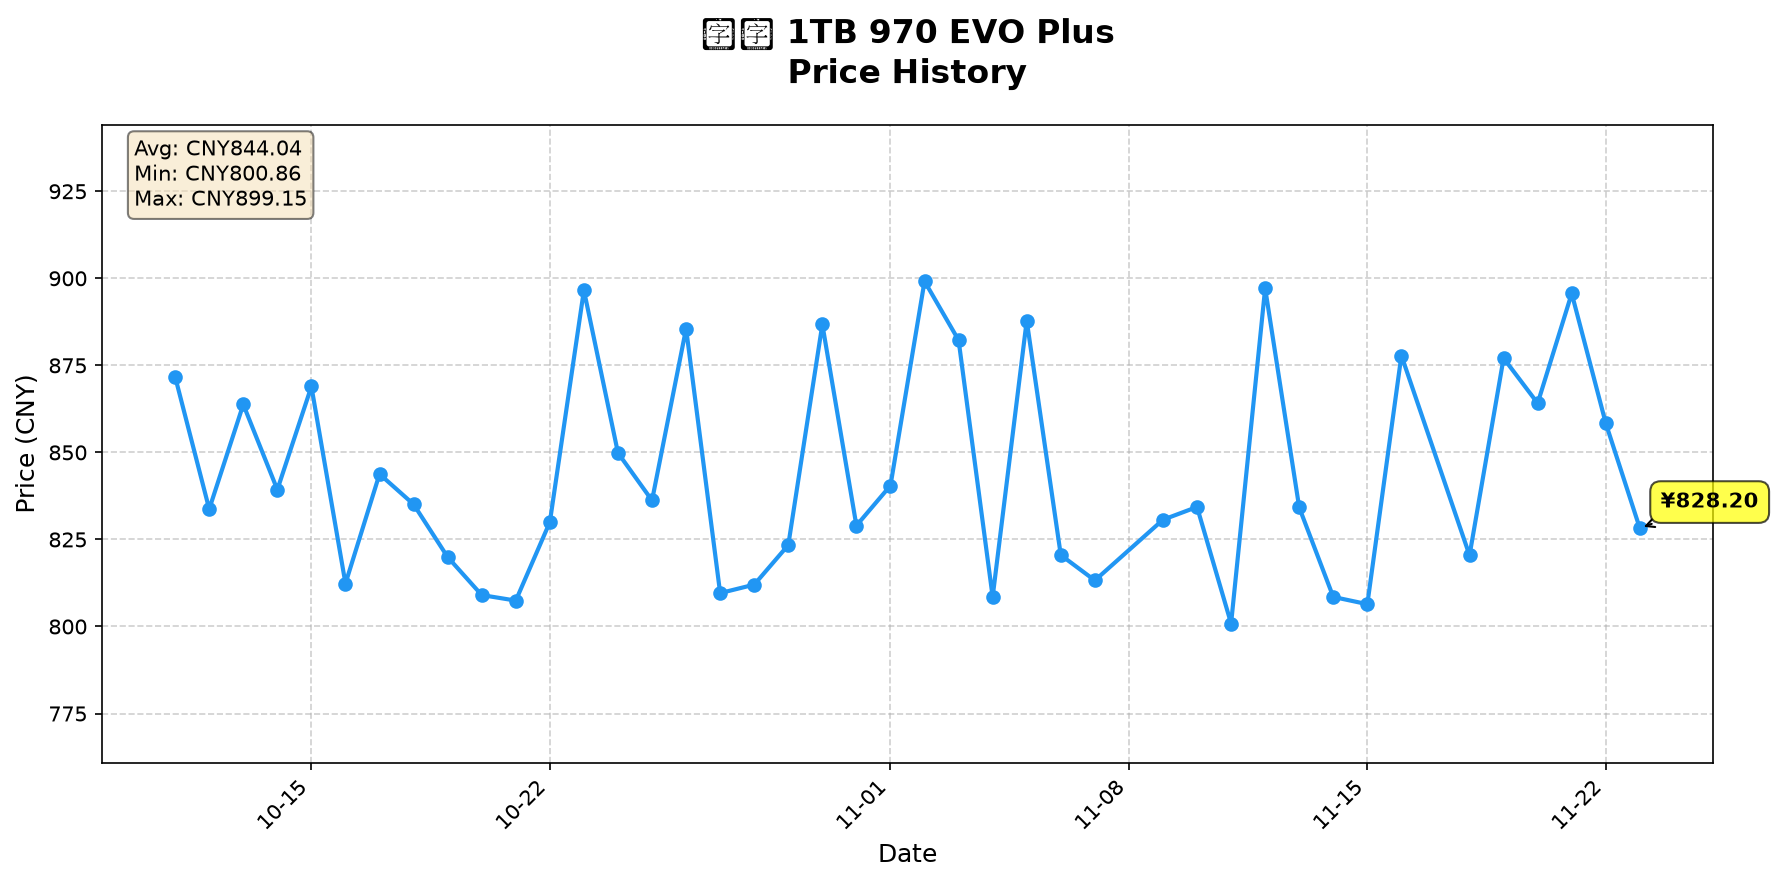 1TB 970 EVO Plus
Price History
Avg: CNY844.04
Min: CNY800.86
Max: CNY899.15
925
900
875
850
825
800
775
Price (CNY)
¥828.20
10-15
10-22
11-01
11-08
11-15
11-22
Date